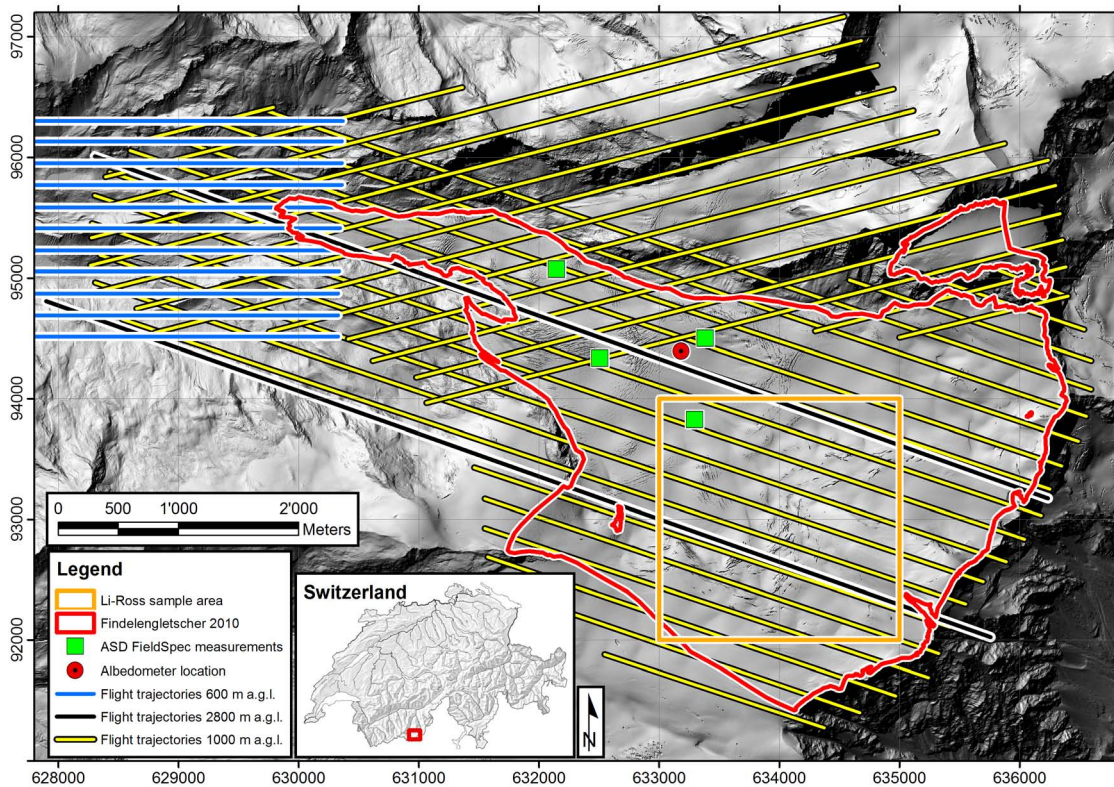 97000
96000
95000
94000
93000
92000
0 500 1'000 2'000
Meters
Legend
Li-Ross sample area
Findelengletscher 2010
ASD FieldSpec measurements
Albedometer location
Flight trajectories 600 m a.g.l.
Flight trajectories 2800 m a.g.l.
Flight trajectories 1000 m a.g.l.
Switzerland
N
628000 629000 630000 631000 632000 633000 634000 635000 636000